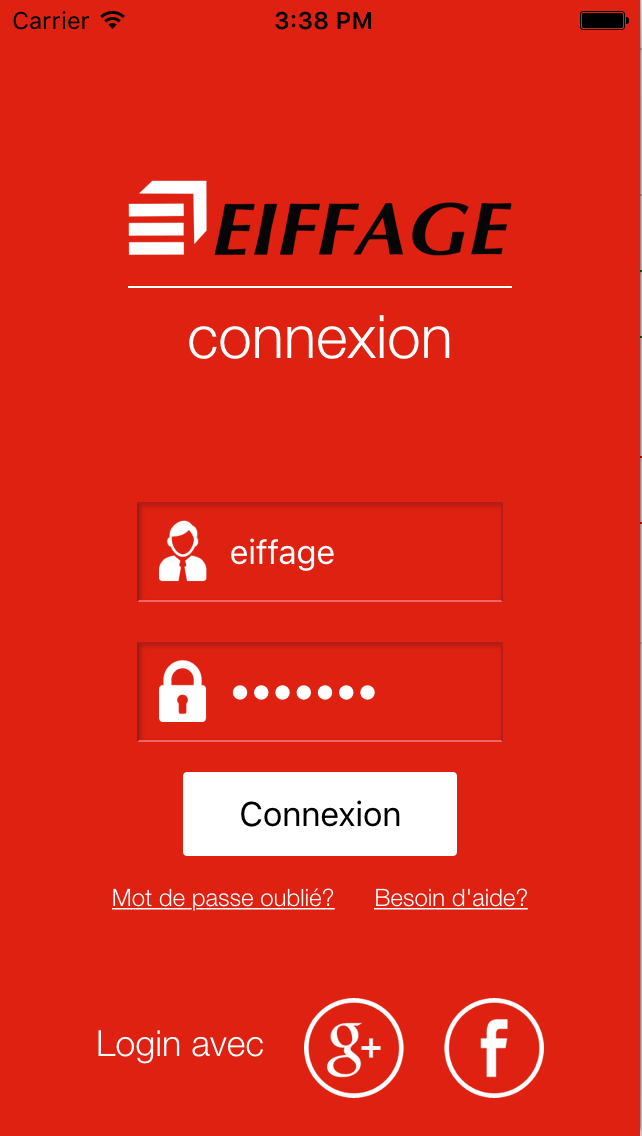 Carrier 3:38 PM
EIFFAGE
connexion
eiffage
•••••••
Connexion
Mot de passe oublié? Besoin d'aide?
Login avec g+ f